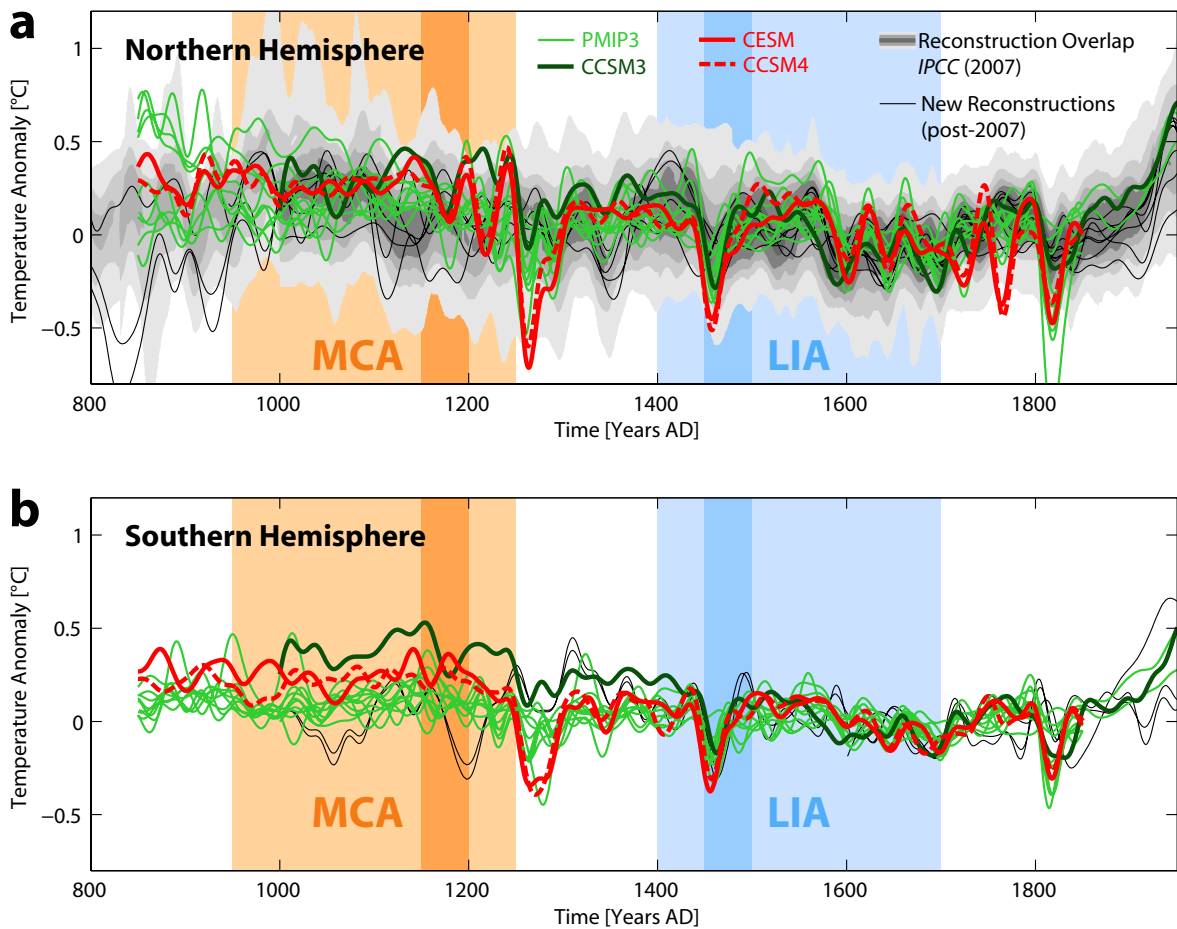 a
Northern Hemisphere
PMIP3
CCSM3
CESM
CCSM4
Reconstruction Overlap
IPCC (2007)
New Reconstructions
(post-2007)
Temperature Anomaly [°C]
1
0.5
0
−0.5
MCA
LIA
800
1000
1200
1400
1600
1800
Time [Years AD]
b
Southern Hemisphere
Temperature Anomaly [°C]
1
0.5
0
−0.5
MCA
LIA
800
1000
1200
1400
1600
1800
Time [Years AD]